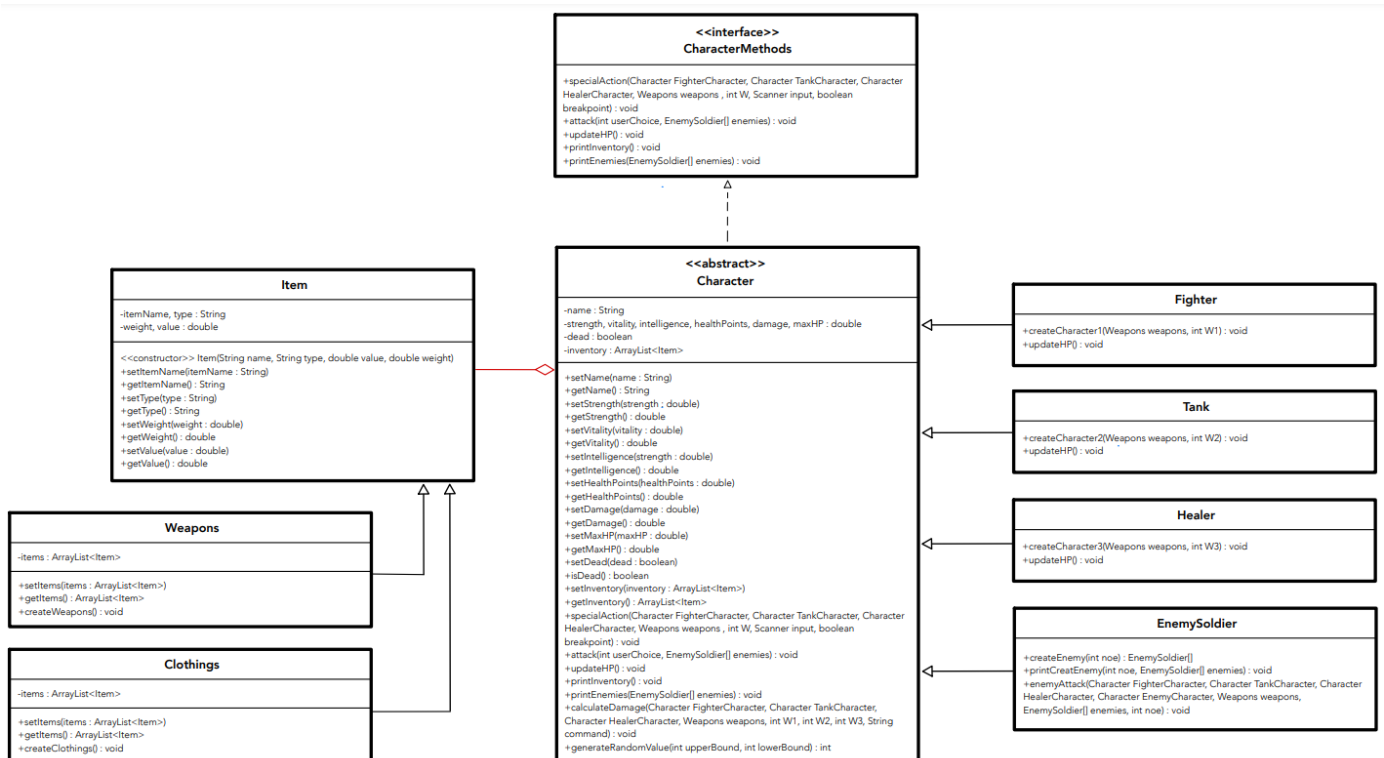 <<interface>>
CharacterMethods
+specialAction(Character FighterCharacter, Character TankCharacter, Character
HealerCharacter, Weapons weapons , int W, Scanner input, boolean
breakpoint) : void
+attack(int userChoice, EnemySoldier[] enemies) : void
+updateHP() : void
+printInventory() : void
+printEnemies(EnemySoldier[] enemies) : void
Item
-itemName, type : String
-weight, value : double
<<constructor>> Item(String name, String type, double value, double weight)
+setItemName(itemName : String)
+getItemName() : String
+setType(type : String)
+getType() : String
+setWeight(weight : double)
+getWeight() : double
+setValue(value : double)
+getValue() : double
Weapons
-items : ArrayList<Item>
+setItems(items : ArrayList<Item>)
+getItems() : ArrayList<Item>
+createWeapons() : void
Clothings
-items : ArrayList<Item>
+setItems(items : ArrayList<Item>)
+getItems() : ArrayList<Item>
+createClothings() : void
<<abstract>>
Character
-name : String
-strength, vitality, intelligence, healthPoints, damage, maxHP : double
-dead : boolean
-inventory : ArrayList<Item>
+setName(name : String)
+getName() : String
+setStrength(strength ; double)
+getStrength() : double
+setVitality(vitality : double)
+getVitality() : double
+setIntelligence(strength : double)
+getIntelligence() : double
+setHealthPoints(healthPoints : double)
+getHealthPoints() : double
+setDamage(damage : double)
+getDamage() : double
+setMaxHP(maxHP : double)
+getMaxHP() : double
+setDead(dead : boolean)
+isDead() : boolean
+setInventory(inventory : ArrayList<Item>)
+getInventory() : ArrayList<Item>
+specialAction(Character FighterCharacter, Character TankCharacter, Character
HealerCharacter, Weapons weapons , int W, Scanner input, boolean
breakpoint) : void
+attack(int userChoice, EnemySoldier[] enemies) : void
+updateHP() : void
+printInventory() : void
+printEnemies(EnemySoldier[] enemies) : void
+calculateDamage(Character FighterCharacter, Character TankCharacter,
Character HealerCharacter, Weapons weapons, int W1, int W2, int W3, String
command) : void
+generateRandomValue(int upperBound, int lowerBound) : int
Fighter
+createCharacter1(Weapons weapons, int W1) : void
+updateHP() : void
Tank
+createCharacter2(Weapons weapons, int W2) : void
+updateHP() : void
Healer
+createCharacter3(Weapons weapons, int W3) : void
+updateHP() : void
EnemySoldier
+createEnemy(int noe) : EnemySoldier[]
+printCreatEnemy(int noe, EnemySoldier[] enemies) : void
+enemyAttack(Character FighterCharacter, Character TankCharacter, Character
HealerCharacter, Character EnemyCharacter, Weapons weapons,
EnemySoldier[] enemies, int noe) : void